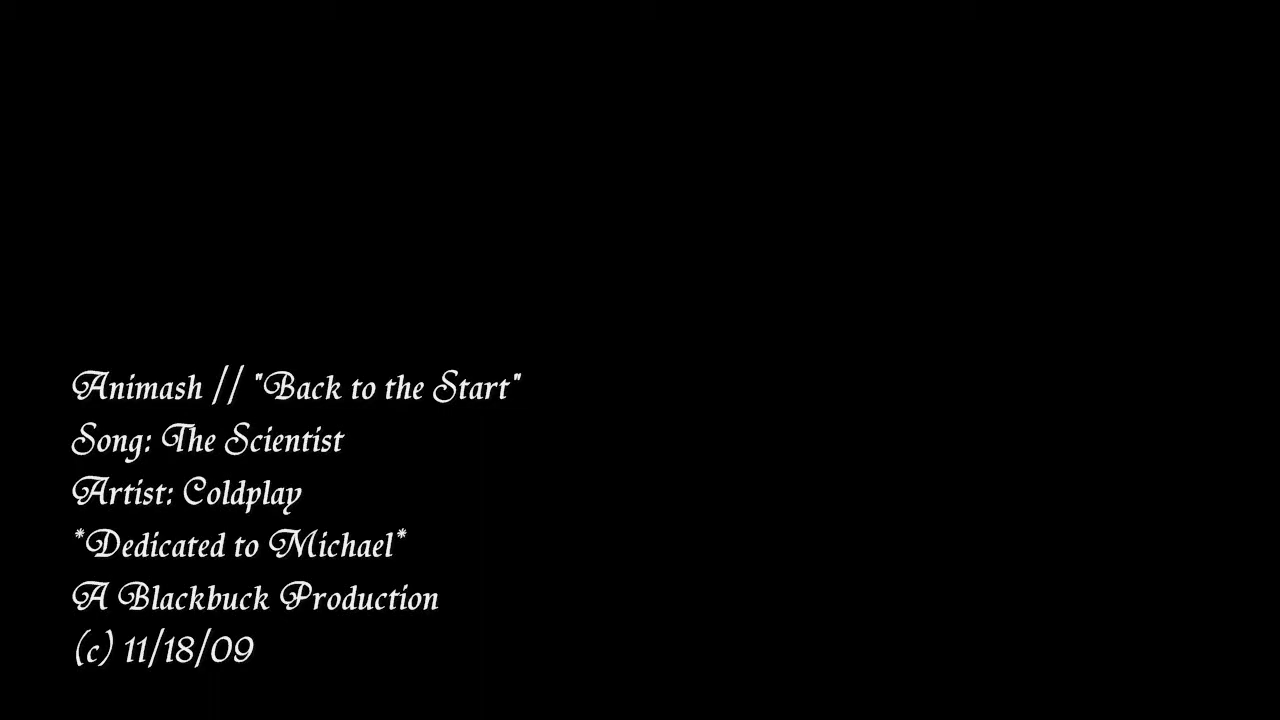 Animash // "Back to the Start"
Song: The Scientist
Artist: Coldplay
*Dedicated to Michael*
A Blackbuck Production
(c) 11/18/09